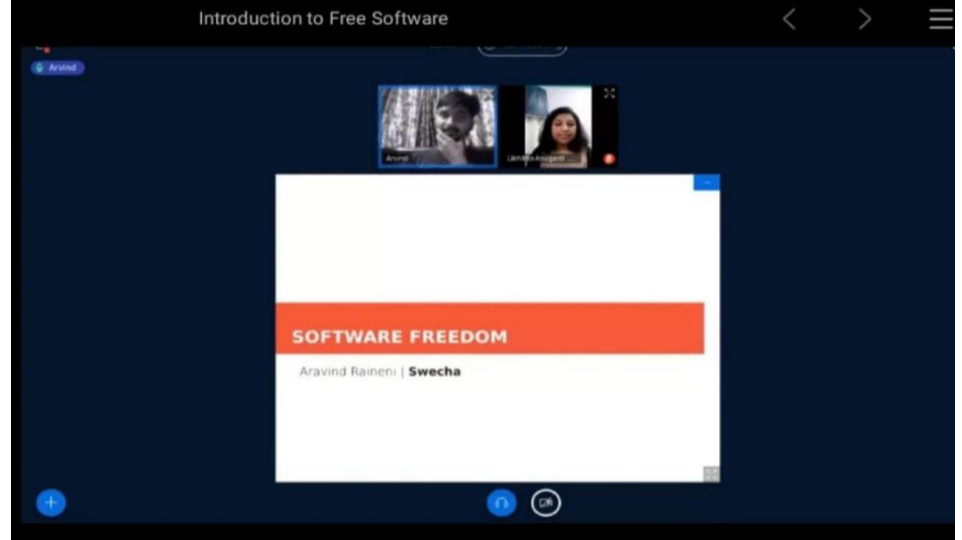 Introduction to Free Software
Arvind
Arvind
SOFTWARE FREEDOM
Aravind Raineni | Swecha